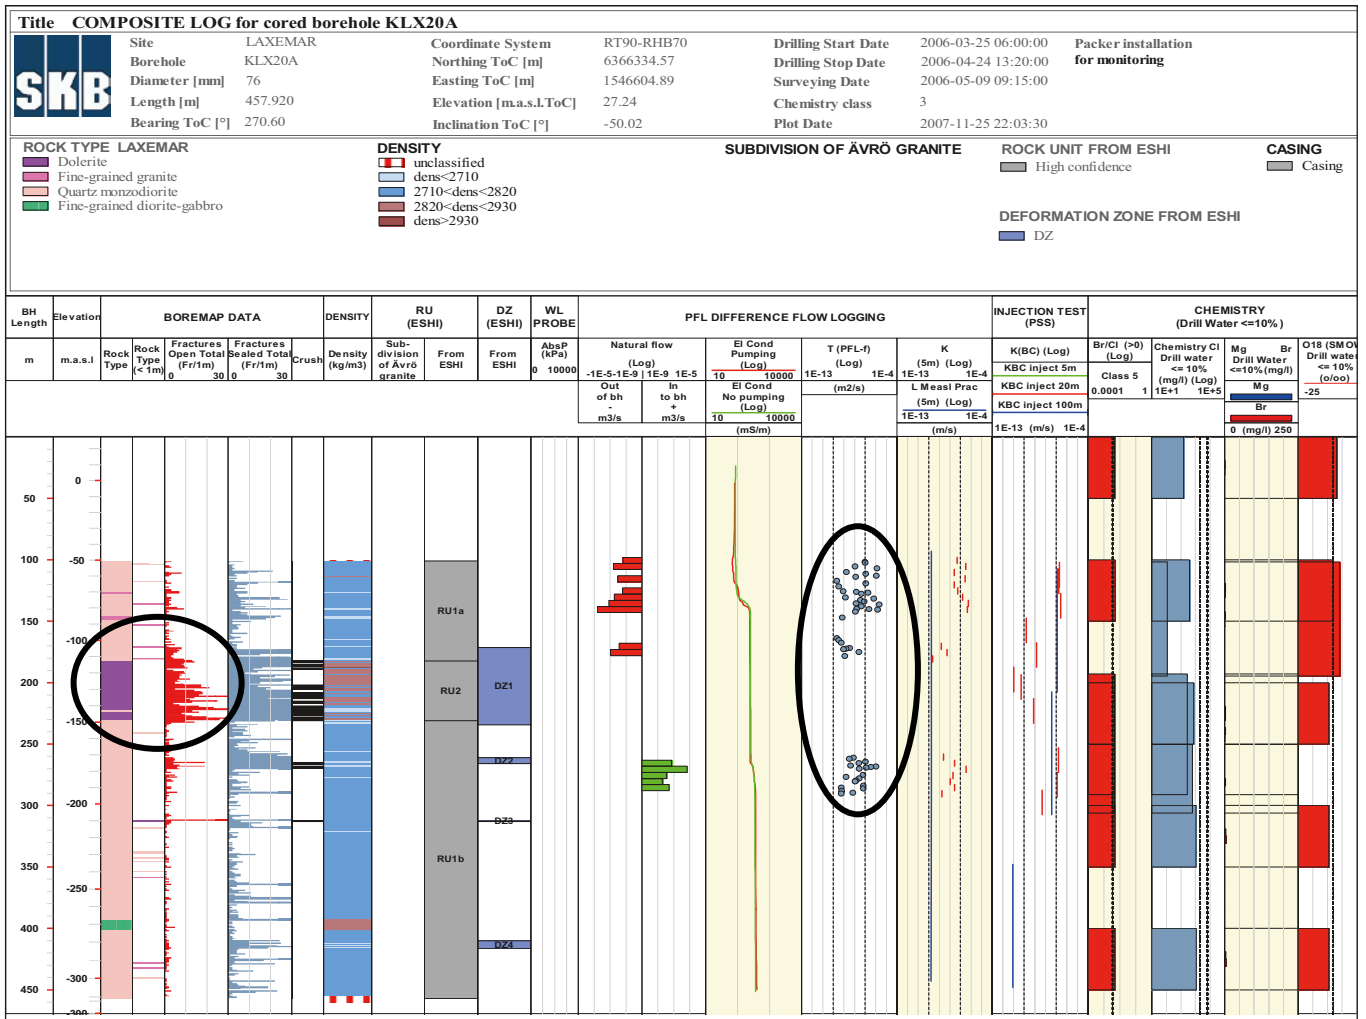 Title COMPOSITE LOG for cored borehole KLX20A
SKB
Site LAXEMAR Coordinate System RT90-RHB70 Drilling Start Date 2006-03-25 06:00:00 Packer installation
Borehole KLX20A Northing ToC [m] 6366334.57 Drilling Stop Date 2006-04-24 13:20:00 for monitoring
Diameter [mm] 76 Easting ToC [m] 1546604.89 Surveying Date 2006-05-09 09:15:00
Length [m] 457.920 Elevation [m.a.s.l.ToC] 27.24 Chemistry class 3
Bearing ToC [°] 270.60 Inclination ToC [°] -50.02 Plot Date 2007-11-25 22:03:30
ROCK TYPE LAXEMAR
Dolerite
Fine-grained granite
Quartz monzodiorite
Fine-grained diorite-gabbro
DENSITY
unclassified
dens<2710
2710<dens<2820
2820<dens<2930
dens>2930
SUBDIVISION OF ÄVRÖ GRANITE
ROCK UNIT FROM ESHI
High confidence
DEFORMATION ZONE FROM ESHI
DZ
CASING
Casing
BH
Length
m
Elevation
m.a.s.l
BOREMAP DATA
Rock
Type
Rock
Type
(< 1m)
Fractures
Open Total
(Fr/1m)
0 30
Fractures
Sealed Total
(Fr/1m)
0 30
Crush
DENSITY
Density
(kg/m3)
RU
(ESHI)
Sub-
division
of Ävrö
granite
From
ESHI
DZ
(ESHI)
From
ESHI
WL
PROBE
AbsP
(kPa)
0 10000
PFL DIFFERENCE FLOW LOGGING
Natural flow
(Log)
-1E-5-1E-9 | 1E-9 1E-5
Out
of bh
-
m3/s
In
to bh
+
m3/s
El Cond
Pumping
(Log)
10 10000
El Cond
No pumping
(Log)
10 10000
(mS/m)
T (PFL-f)
(Log)
1E-13 1E-4
(m2/s)
K
(5m) (Log)
1E-13 1E-4
L Measl Prac
(5m) (Log)
1E-13 1E-4
(m/s)
INJECTION TEST
(PSS)
K(BC) (Log)
KBC inject 5m
KBC inject 20m
KBC inject 100m
1E-13 (m/s) 1E-4
CHEMISTRY
(Drill Water <=10%)
Br/Cl (>0)
(Log)
Class 5
0.0001 1
Chemistry Cl
Drill water
<= 10%
(mg/l) (Log)
1E+1 1E+5
Mg Br
Drill Water
<=10% (mg/l)
Mg
Br
0 (mg/l) 250
O18 (SMOW
Drill water
<= 10%
(o/oo)
-25
50
100
150
200
250
300
350
400
450
0
-50
-100
-150
-200
-250
-300
RU1a
RU2
RU1b
DZ1
DZ2
DZ3
DZ4